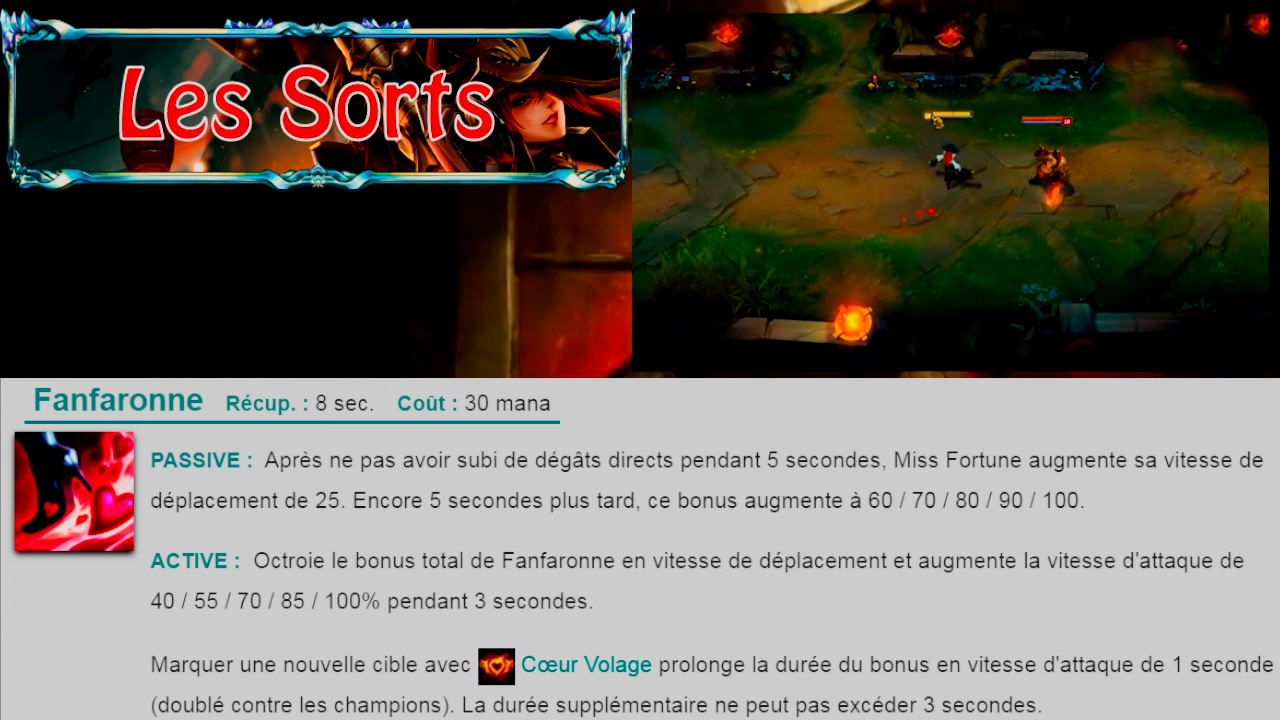 Les Sorts
18
Fanfaronne Récup. : 8 sec. Coût : 30 mana
PASSIVE : Après ne pas avoir subi de dégâts directs pendant 5 secondes, Miss Fortune augmente sa vitesse de
déplacement de 25. Encore 5 secondes plus tard, ce bonus augmente à 60 / 70 / 80 / 90 / 100.
ACTIVE : Octroie le bonus total de Fanfaronne en vitesse de déplacement et augmente la vitesse d'attaque de
40 / 55 / 70 / 85 / 100% pendant 3 secondes.
Marquer une nouvelle cible avec Cœur Volage prolonge la durée du bonus en vitesse d'attaque de 1 seconde
(doublé contre les champions). La durée supplémentaire ne peut pas excéder 3 secondes.